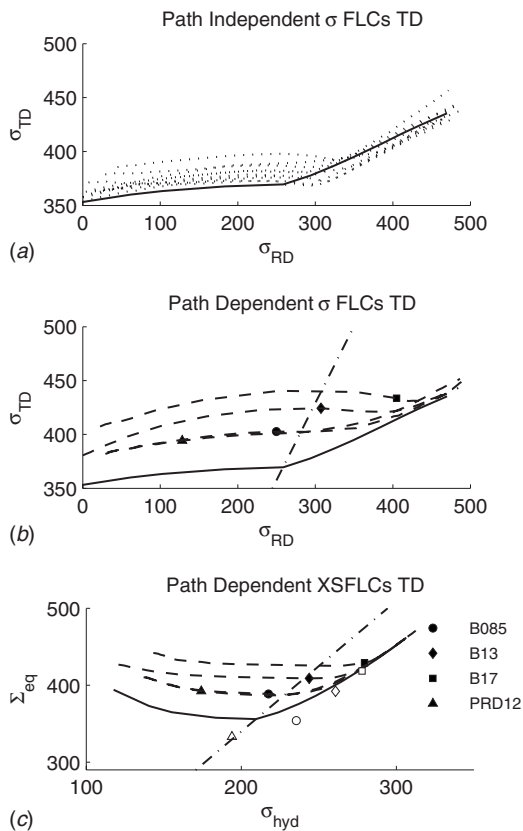 Path Independent σ FLCs TD
500
450
400
350
σTD
0 100 200 300 400 500
σRD
(a)
Path Dependent σ FLCs TD
500
450
400
350
σTD
0 100 200 300 400 500
σRD
(b)
Path Dependent XSFLCs TD
500
400
300
Σeq
100 200 300
σhyd
(c)
B085
B13
B17
PRD12